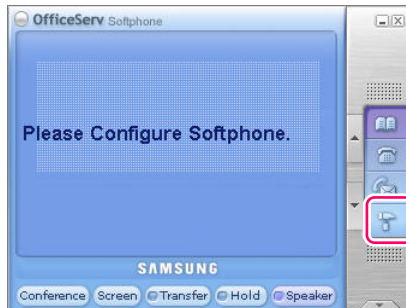 OfficeServ Softphone
Please Configure Softphone.
SAMSUNG
Conference Screen Transfer Hold Speaker